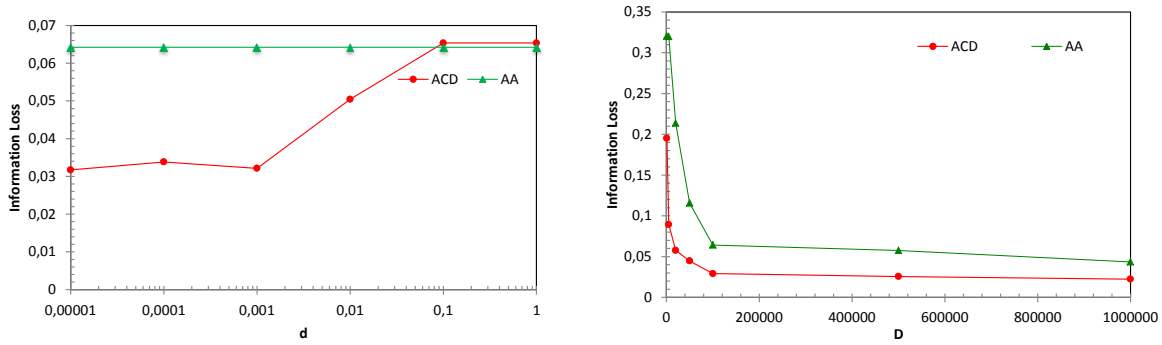 0,07
0,06
0,05
0,04
0,03
0,02
0,01
0
Information Loss
ACD AA
0,00001 0,0001 0,001 0,01 0,1 1
d
0,35
0,3
0,25
0,2
0,15
0,1
0,05
0
Information Loss
ACD AA
0 200000 400000 600000 800000 1000000
D